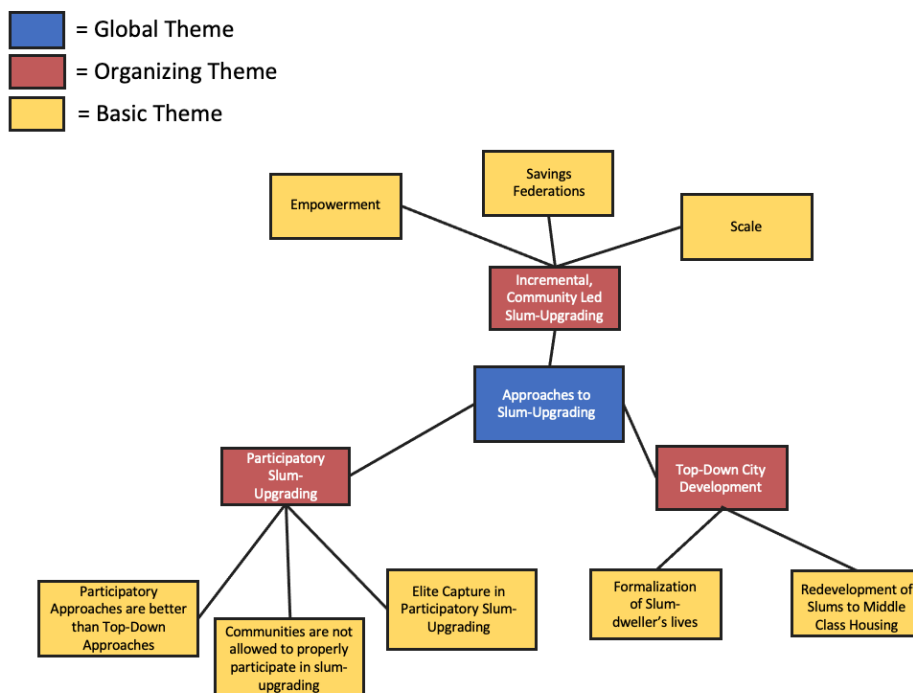 = Global Theme
= Organizing Theme
= Basic Theme
Savings
Federations
Empowerment
Scale
Incremental,
Community Led
Slum-Upgrading
Approaches to
Slum-Upgrading
Participatory
Slum-
Upgrading
Top-Down City
Development
Participatory
Approaches are better
than Top-Down
Approaches
Communities are not
allowed to properly
participate in slum-
upgrading
Elite Capture in
Participatory Slum-
Upgrading
Formalization
of Slum-
dweller's lives
Redevelopment of
Slums to Middle
Class Housing